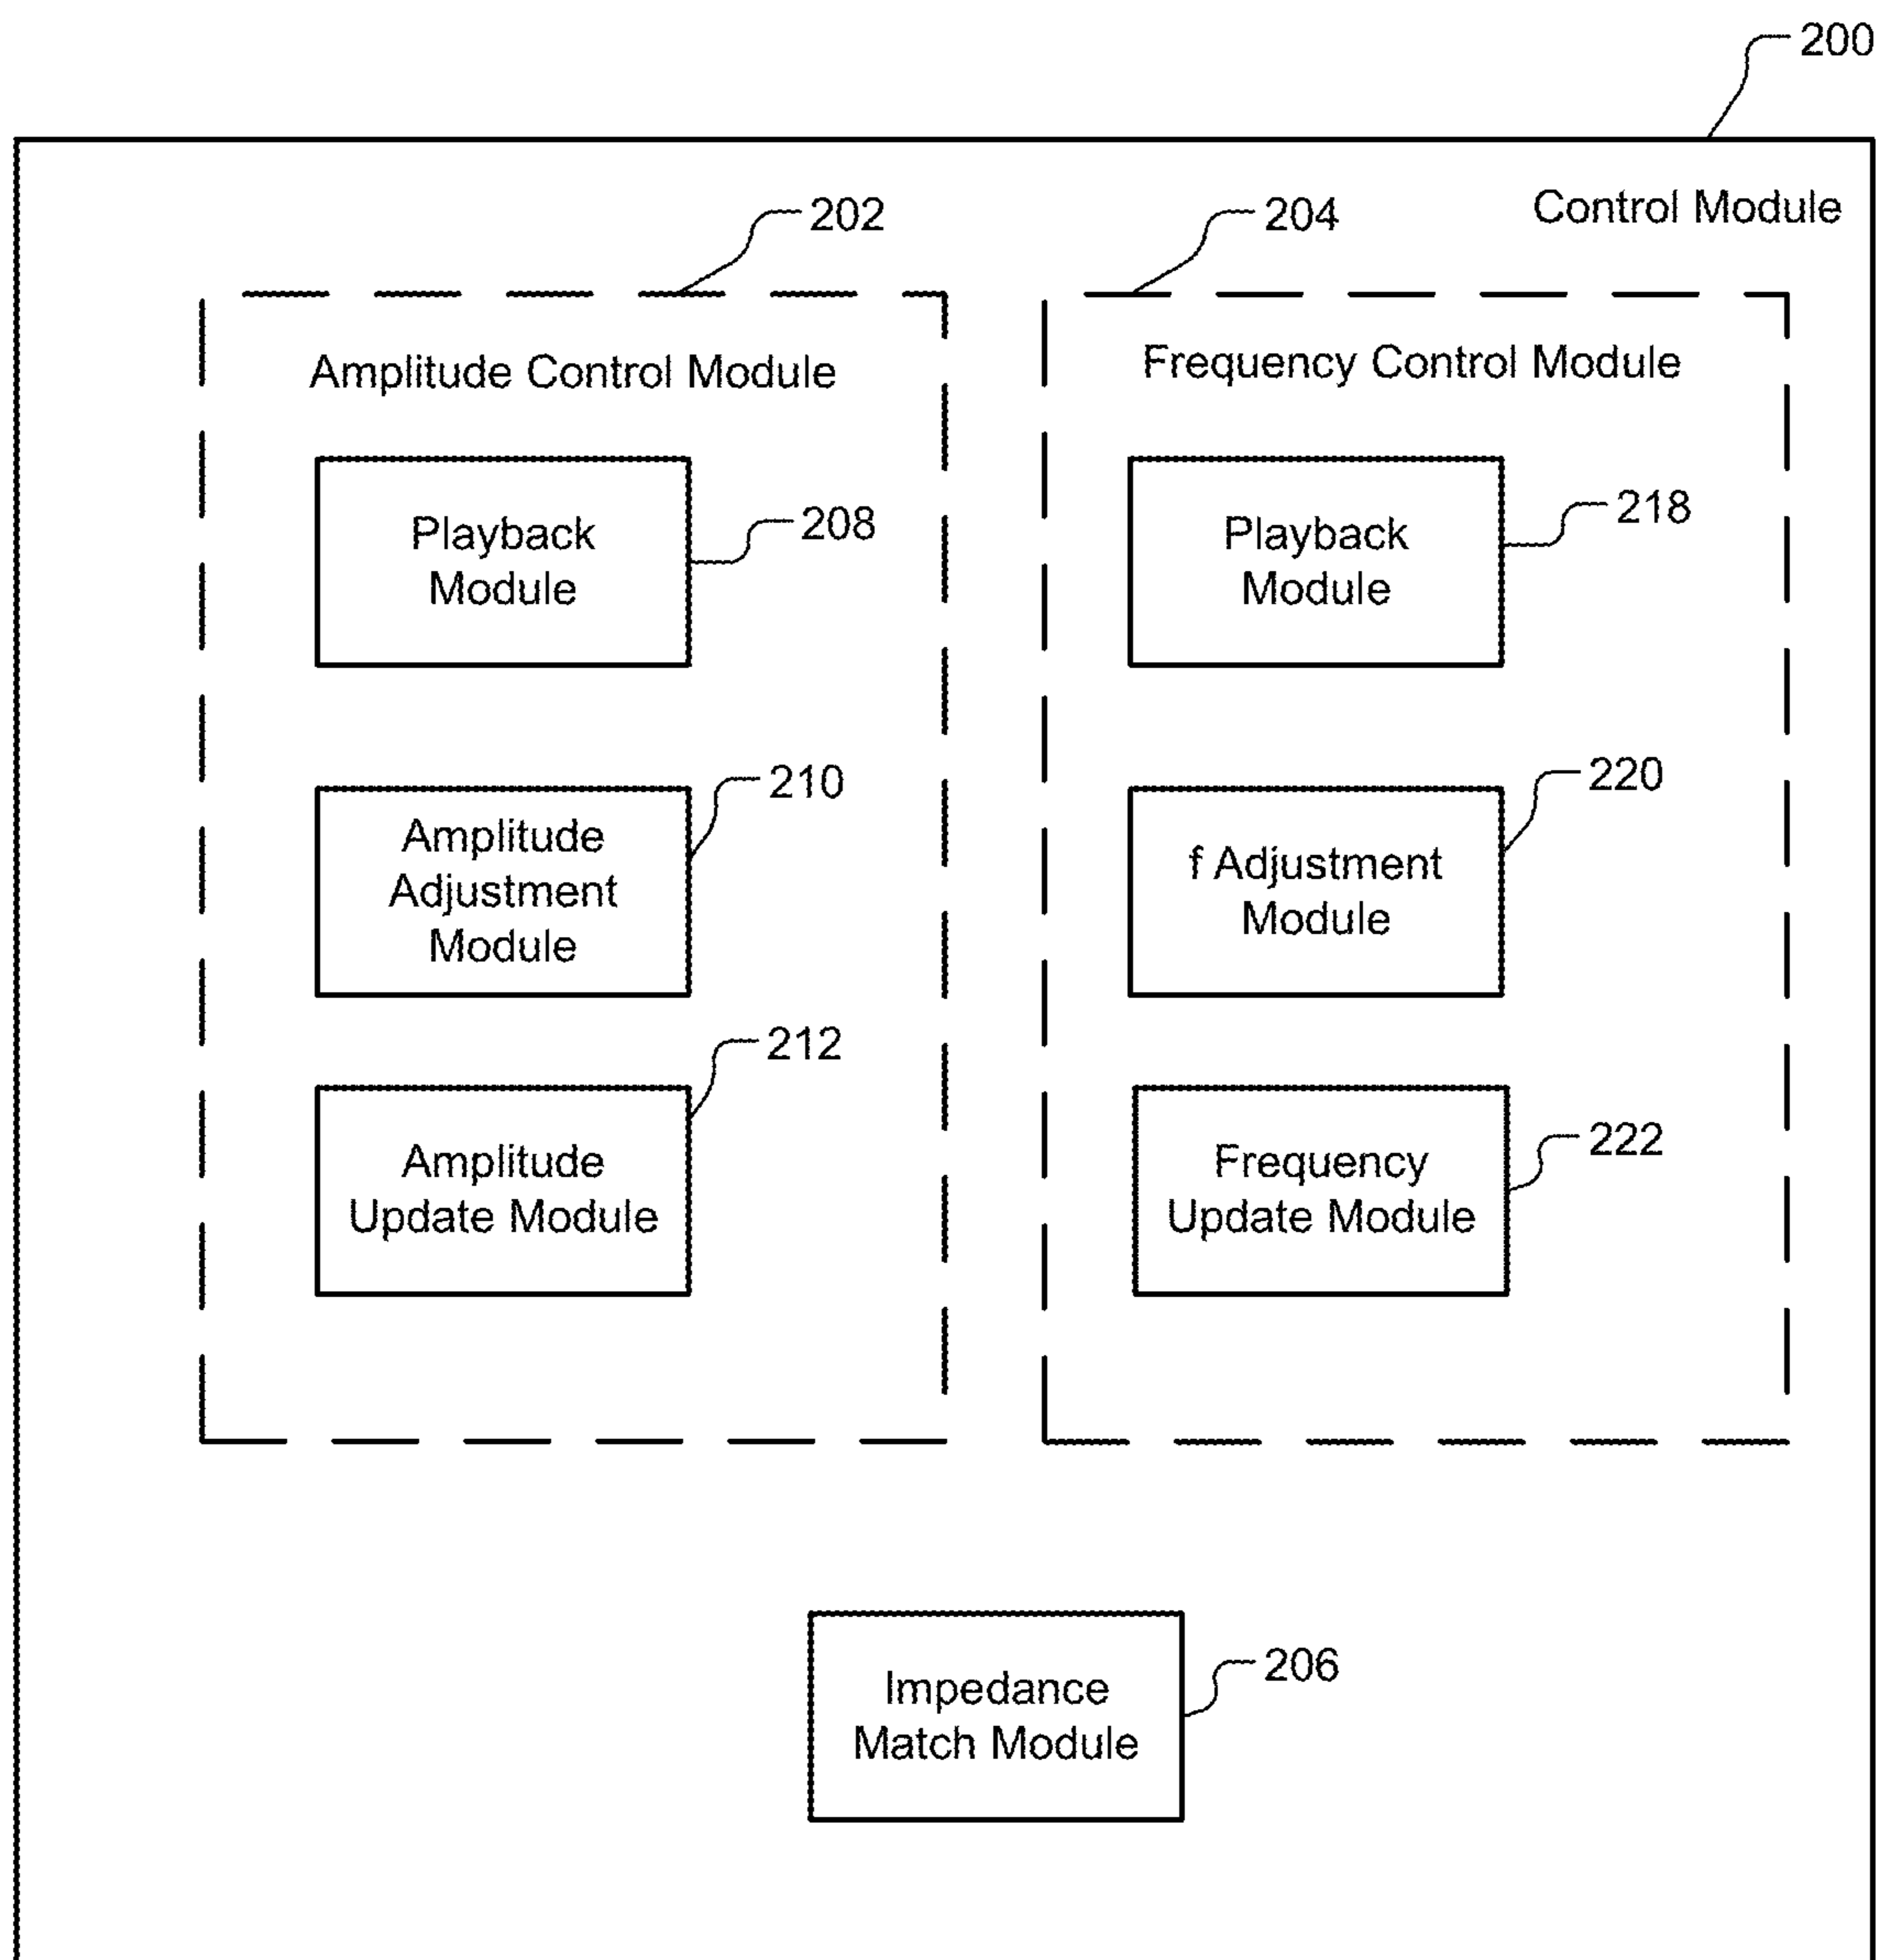 200
Control Module
202
204
Amplitude Control Module
Frequency Control Module
Playback
Module
208
Playback
Module
218
Amplitude
Adjustment
Module
210
f Adjustment
Module
220
Amplitude
Update Module
212
Frequency
Update Module
222
Impedance
Match Module
206